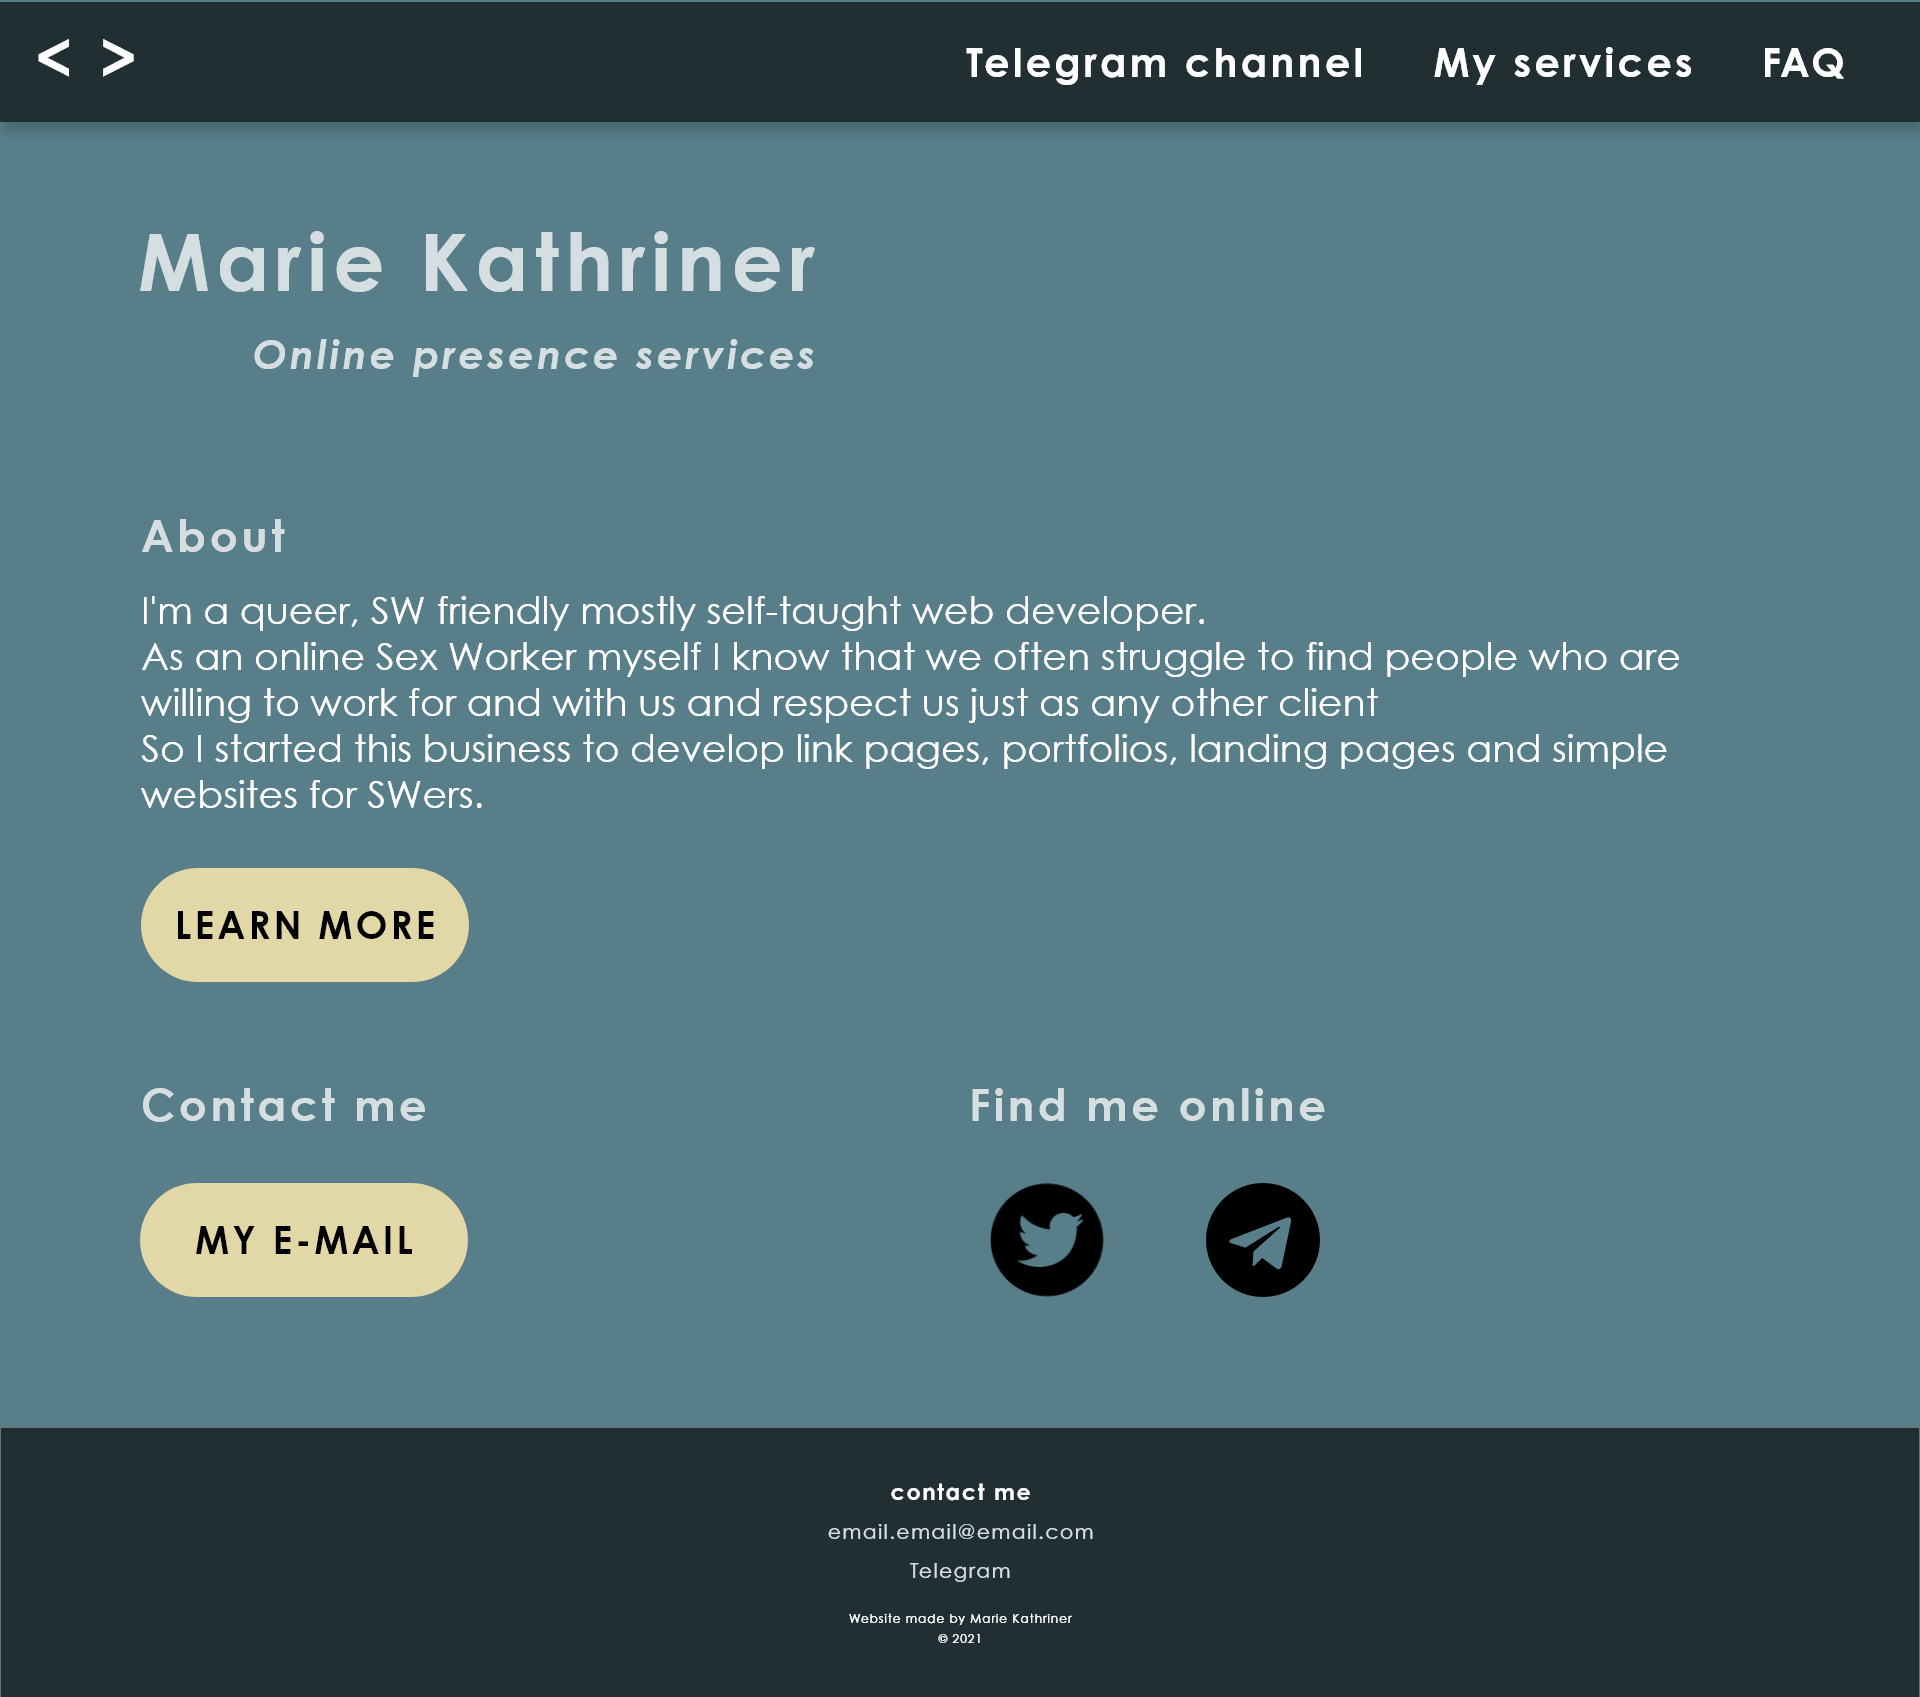 < >
Telegram channel My services FAQ
Marie Kathriner
Online presence services
About
I'm a queer, SW friendly mostly self-taught web developer.
As an online Sex Worker myself I know that we often struggle to find people who are
willing to work for and with us and respect us just as any other client
So I started this business to develop link pages, portfolios, landing pages and simple
websites for SWers.
LEARN MORE
Contact me
MY E-MAIL
Find me online
contact me
email.email@email.com
Telegram
Website made by Marie Kathriner
© 2021